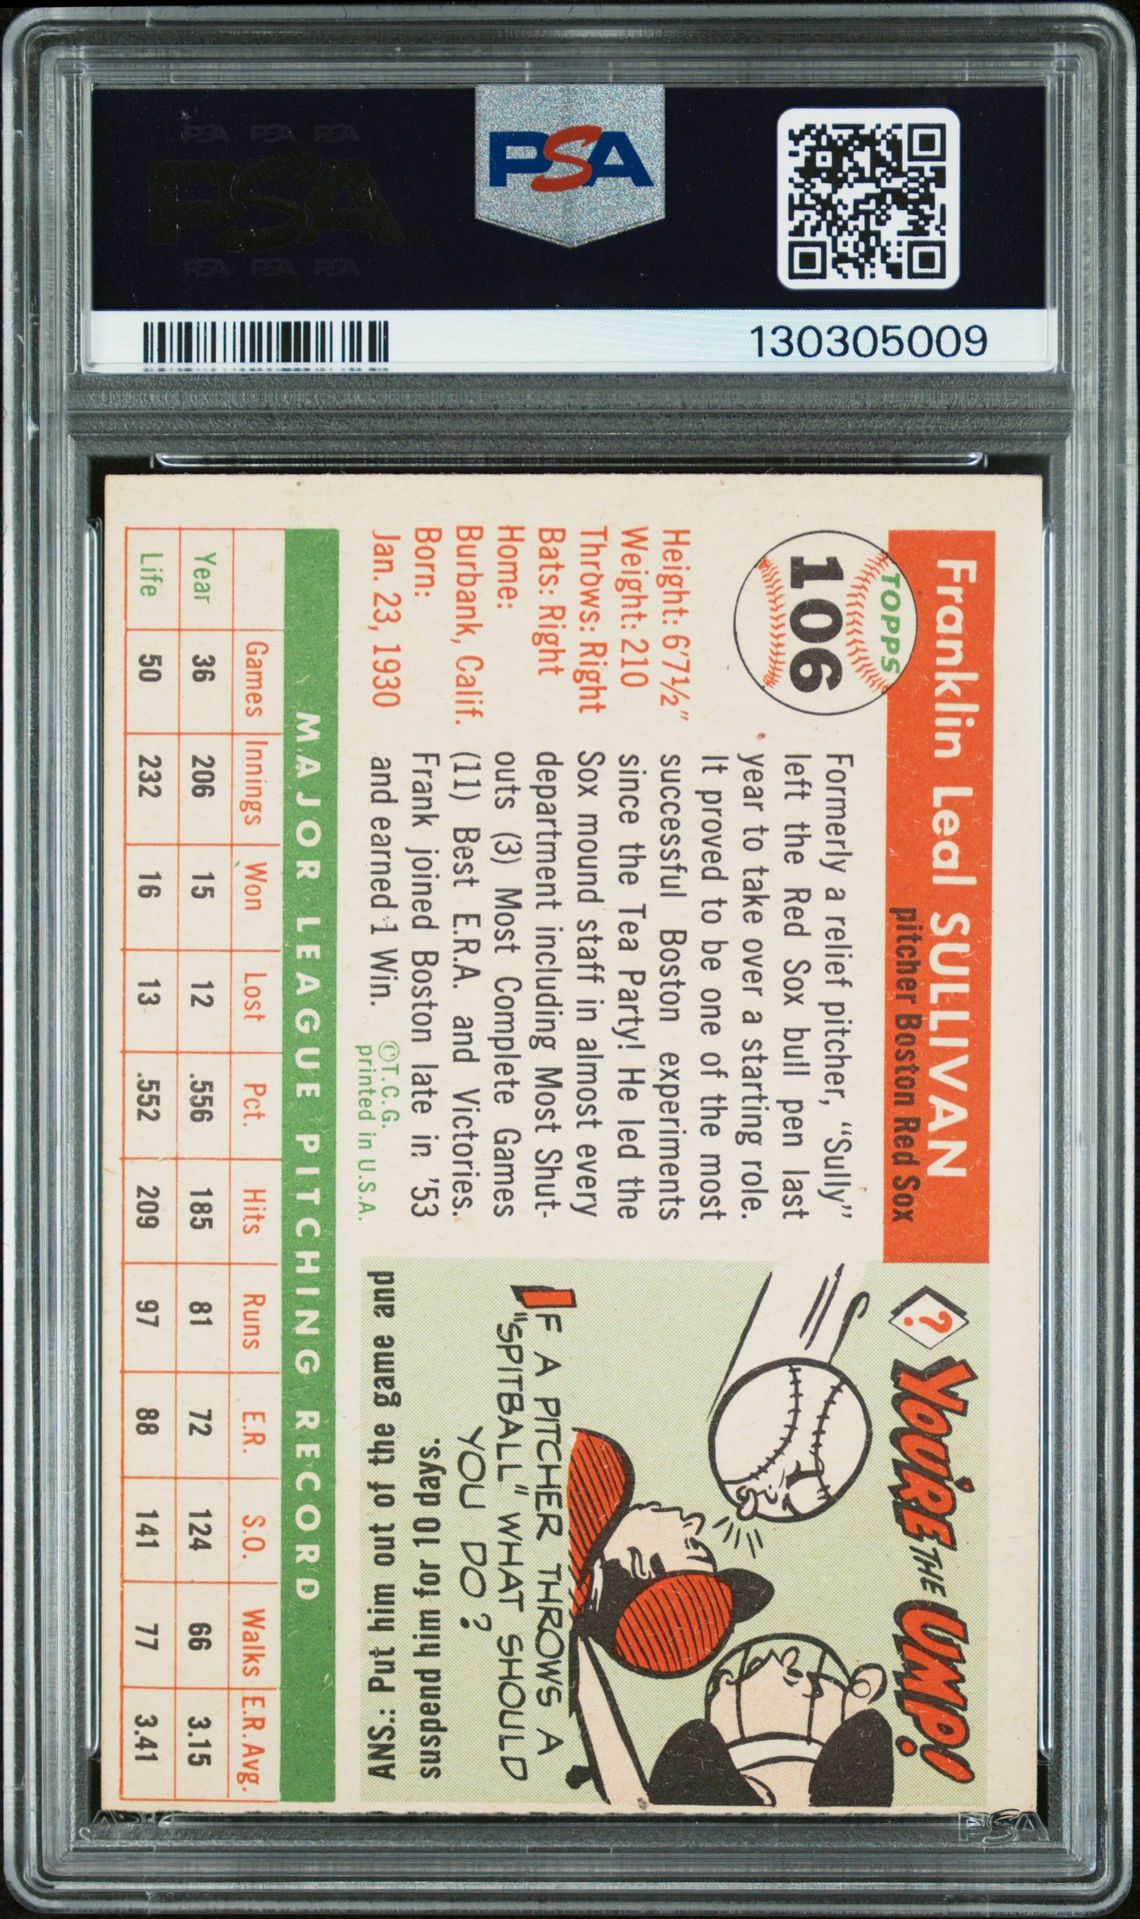 PSA PSA PSA
PSA
PSA PSA PSA
PSA
130305009
Franklin Leal SULLIVAN
pitcher Boston Red Sox
TOPPS
106
Height: 6'7½"
Weight: 210
Throws: Right
Bats: Right
Home:
Burbank, Calif.
Born:
Jan. 23, 1930
Formerly a relief pitcher, "Sully"
left the Red Sox bull pen last
year to take over a starting role.
It proved to be one of the most
successful Boston experiments
since the Tea Party! He led the
Sox mound staff in almost every
department including Most Shut-
outs (3) Most Complete Games
(11) Best E.R.A. and Victories.
Frank joined Boston late in '53
and earned 1 Win.
©T.C.G.
printed in U.S.A.
? YOU'RE THE UMP!
IF A PITCHER THROWS A
"SPITBALL" WHAT SHOULD
YOU DO?
ANS.: Put him out of the game and
suspend him for 10 days.
MAJOR LEAGUE PITCHING RECORD
Games Innings Won Lost Pct. Hits Runs E.R. S.O. Walks E.R.Avg.
Year 36 206 15 12 .556 185 81 72 124 66 3.15
Life 50 232 16 13 .552 209 97 88 141 77 3.41
PSA